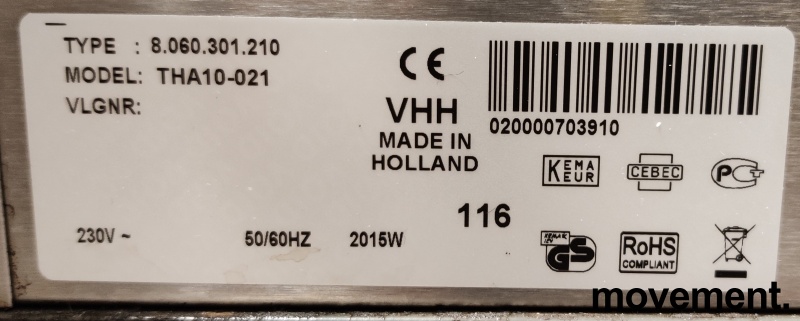 TYPE : 8.060.301.210
MODEL: THA10-021
VLGNR:
CE
VHH
MADE IN
HOLLAND
020000703910
KEMA
KEUR
CEBEC
PC
116
230V ~ 50/60HZ 2015W
GS
RoHS
COMPLIANT
movement.